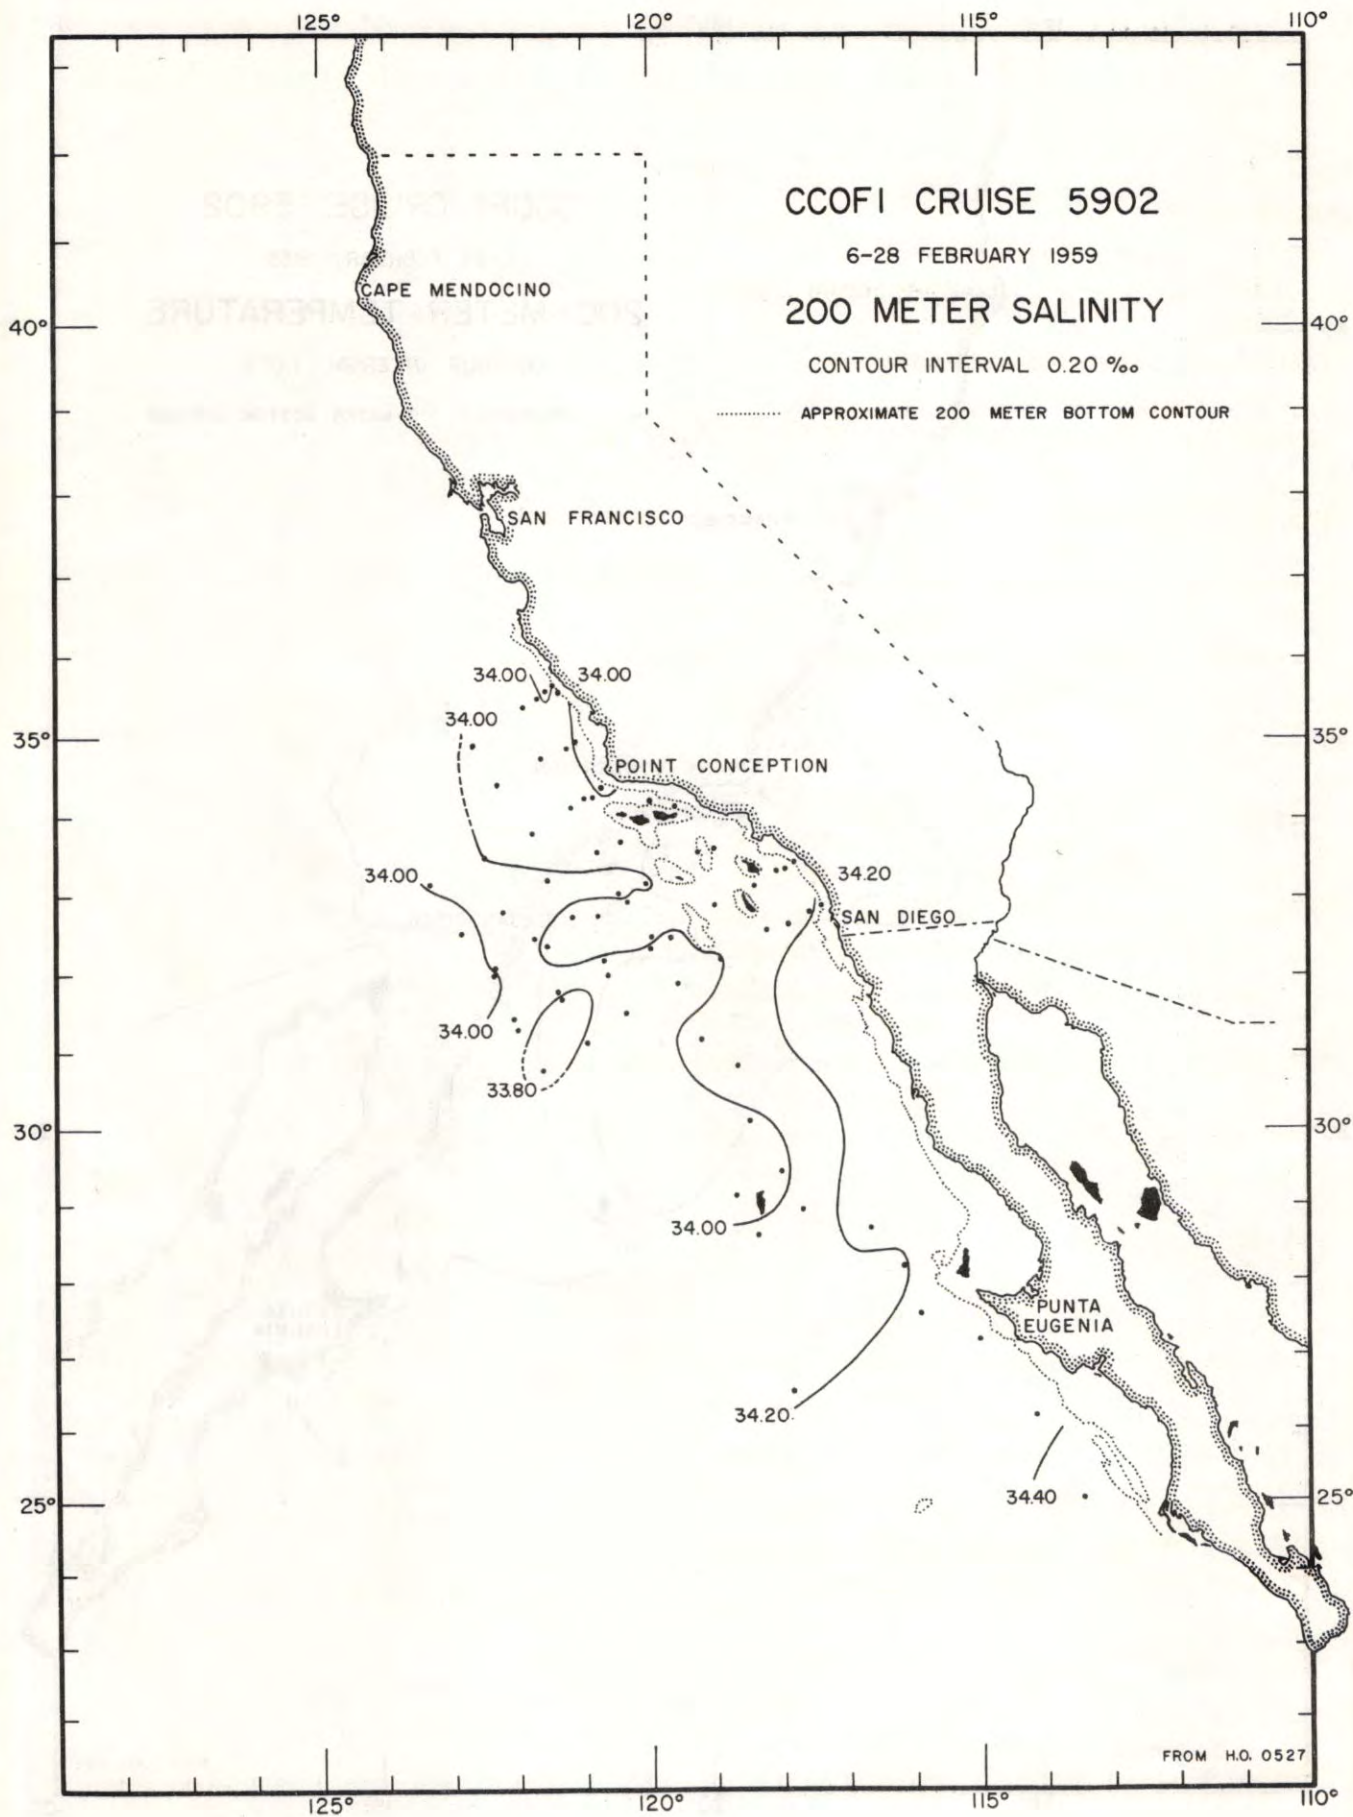 125° 120° 115° 110°
CCOFI CRUISE 5902
6-28 FEBRUARY 1959
200 METER SALINITY
CONTOUR INTERVAL 0.20 ‰
APPROXIMATE 200 METER BOTTOM CONTOUR
CAPE MENDOCINO
40° 40°
SAN FRANCISCO
34.00 34.00
34.00
35° 35°
POINT CONCEPTION
34.00 34.20
SAN DIEGO
34.00
33.80
30° 30°
34.00
PUNTA
EUGENIA
34.20
34.40
25° 25°
FROM H.O. 0527
125° 120° 115° 110°